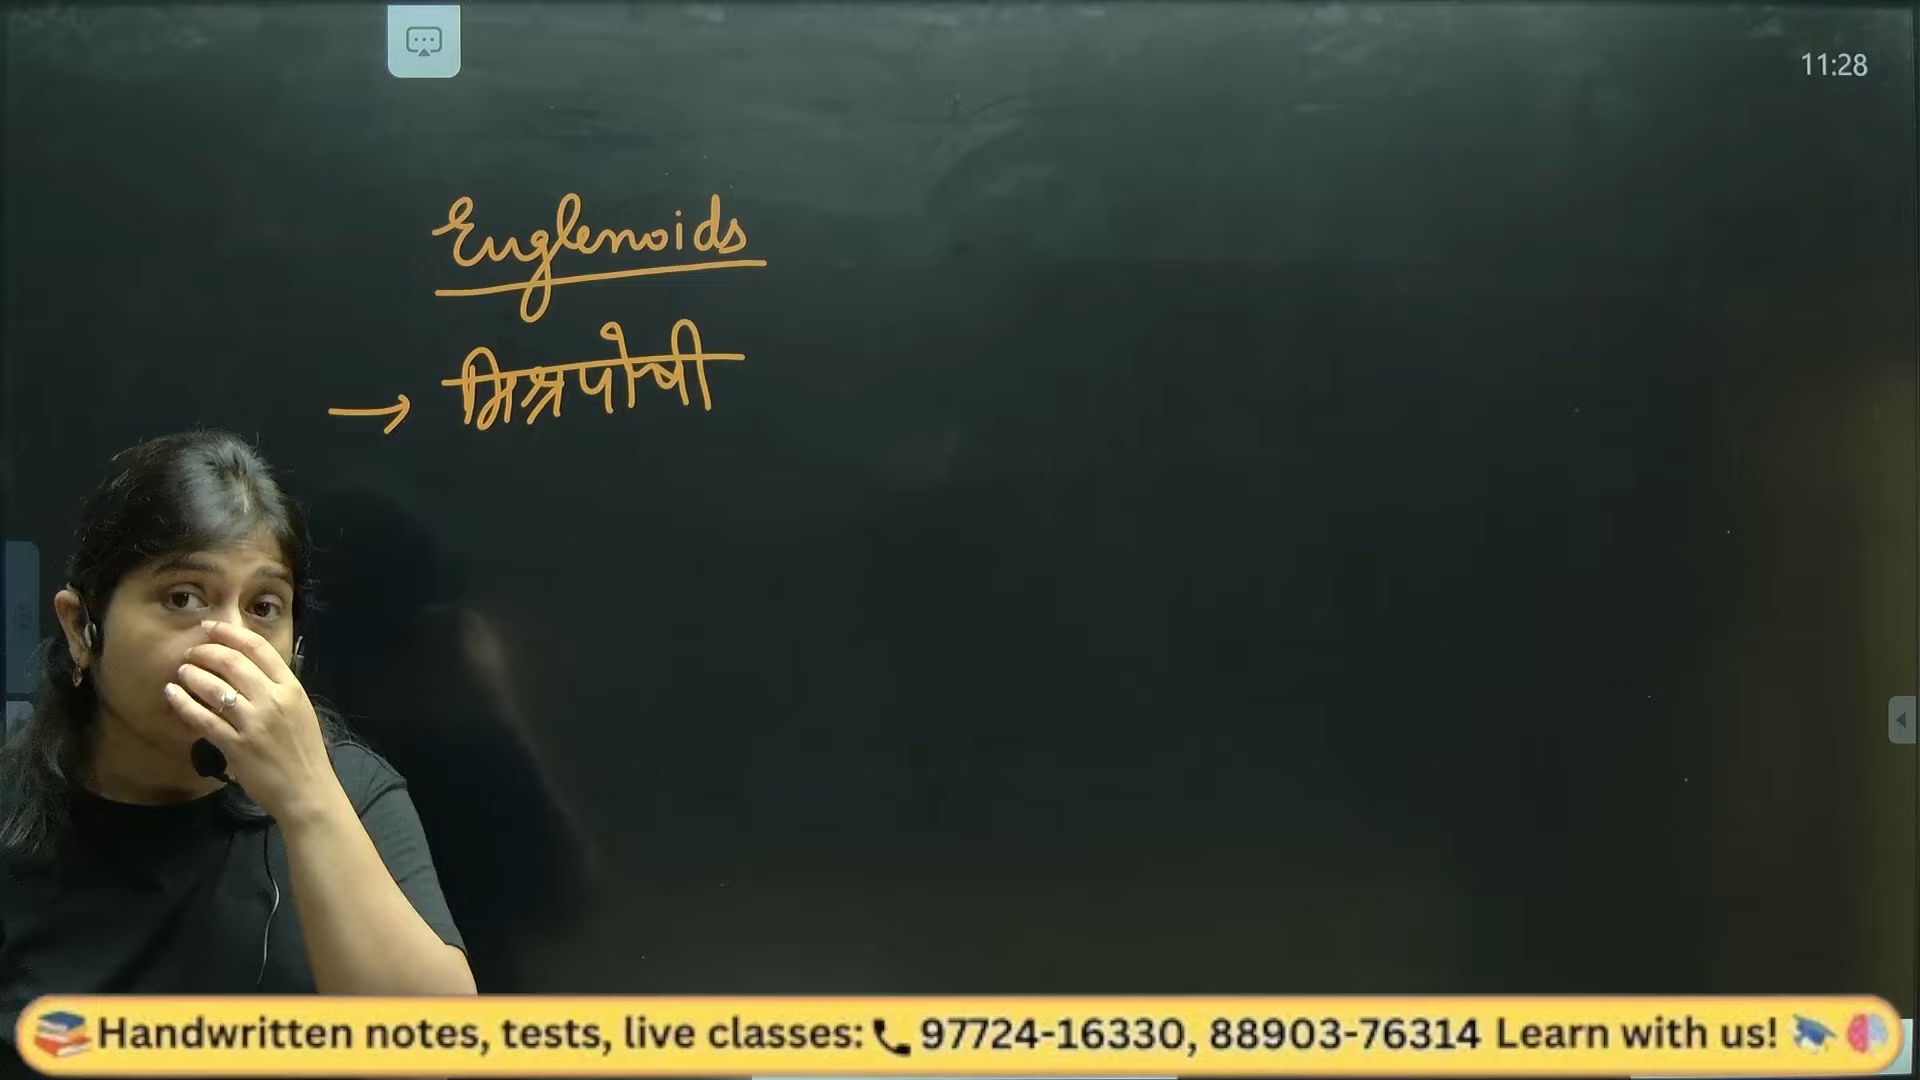 11:28
Euglenoids
→ मिश्रपोषी
Handwritten notes, tests, live classes: 97724-16330, 88903-76314 Learn with us!